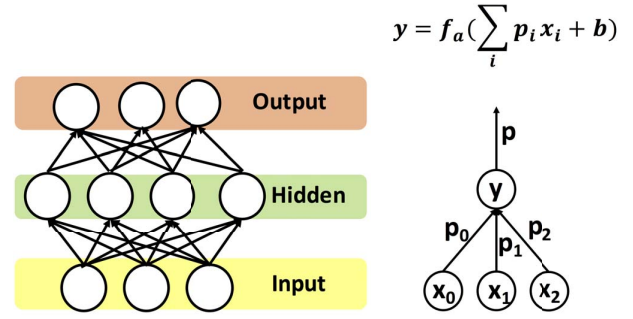 y = f_a(∑_i p_i x_i + b)
Output
Hidden
Input
p
y
p_0
p_1
p_2
x_0
x_1
x_2